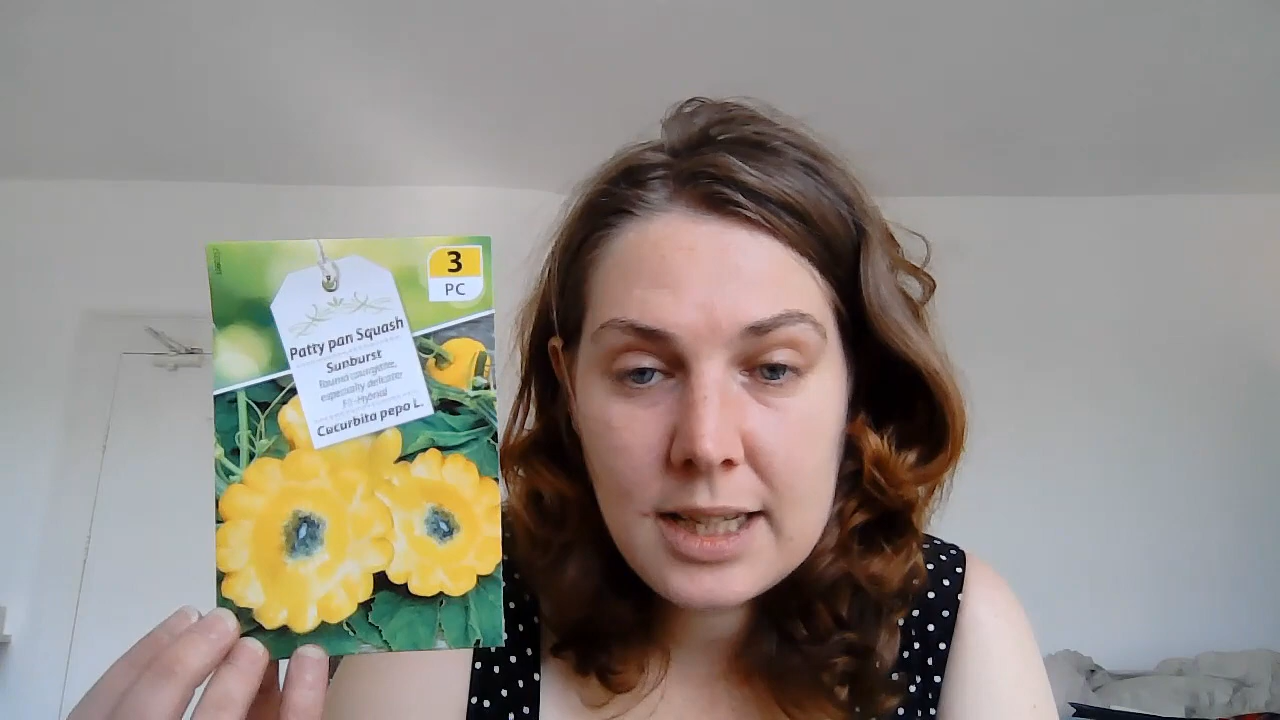 3
PC
Patty pan Squash
Sunburst
Round courgette,
especially delicate
F1-Hybrid
Cucurbita pepo L.